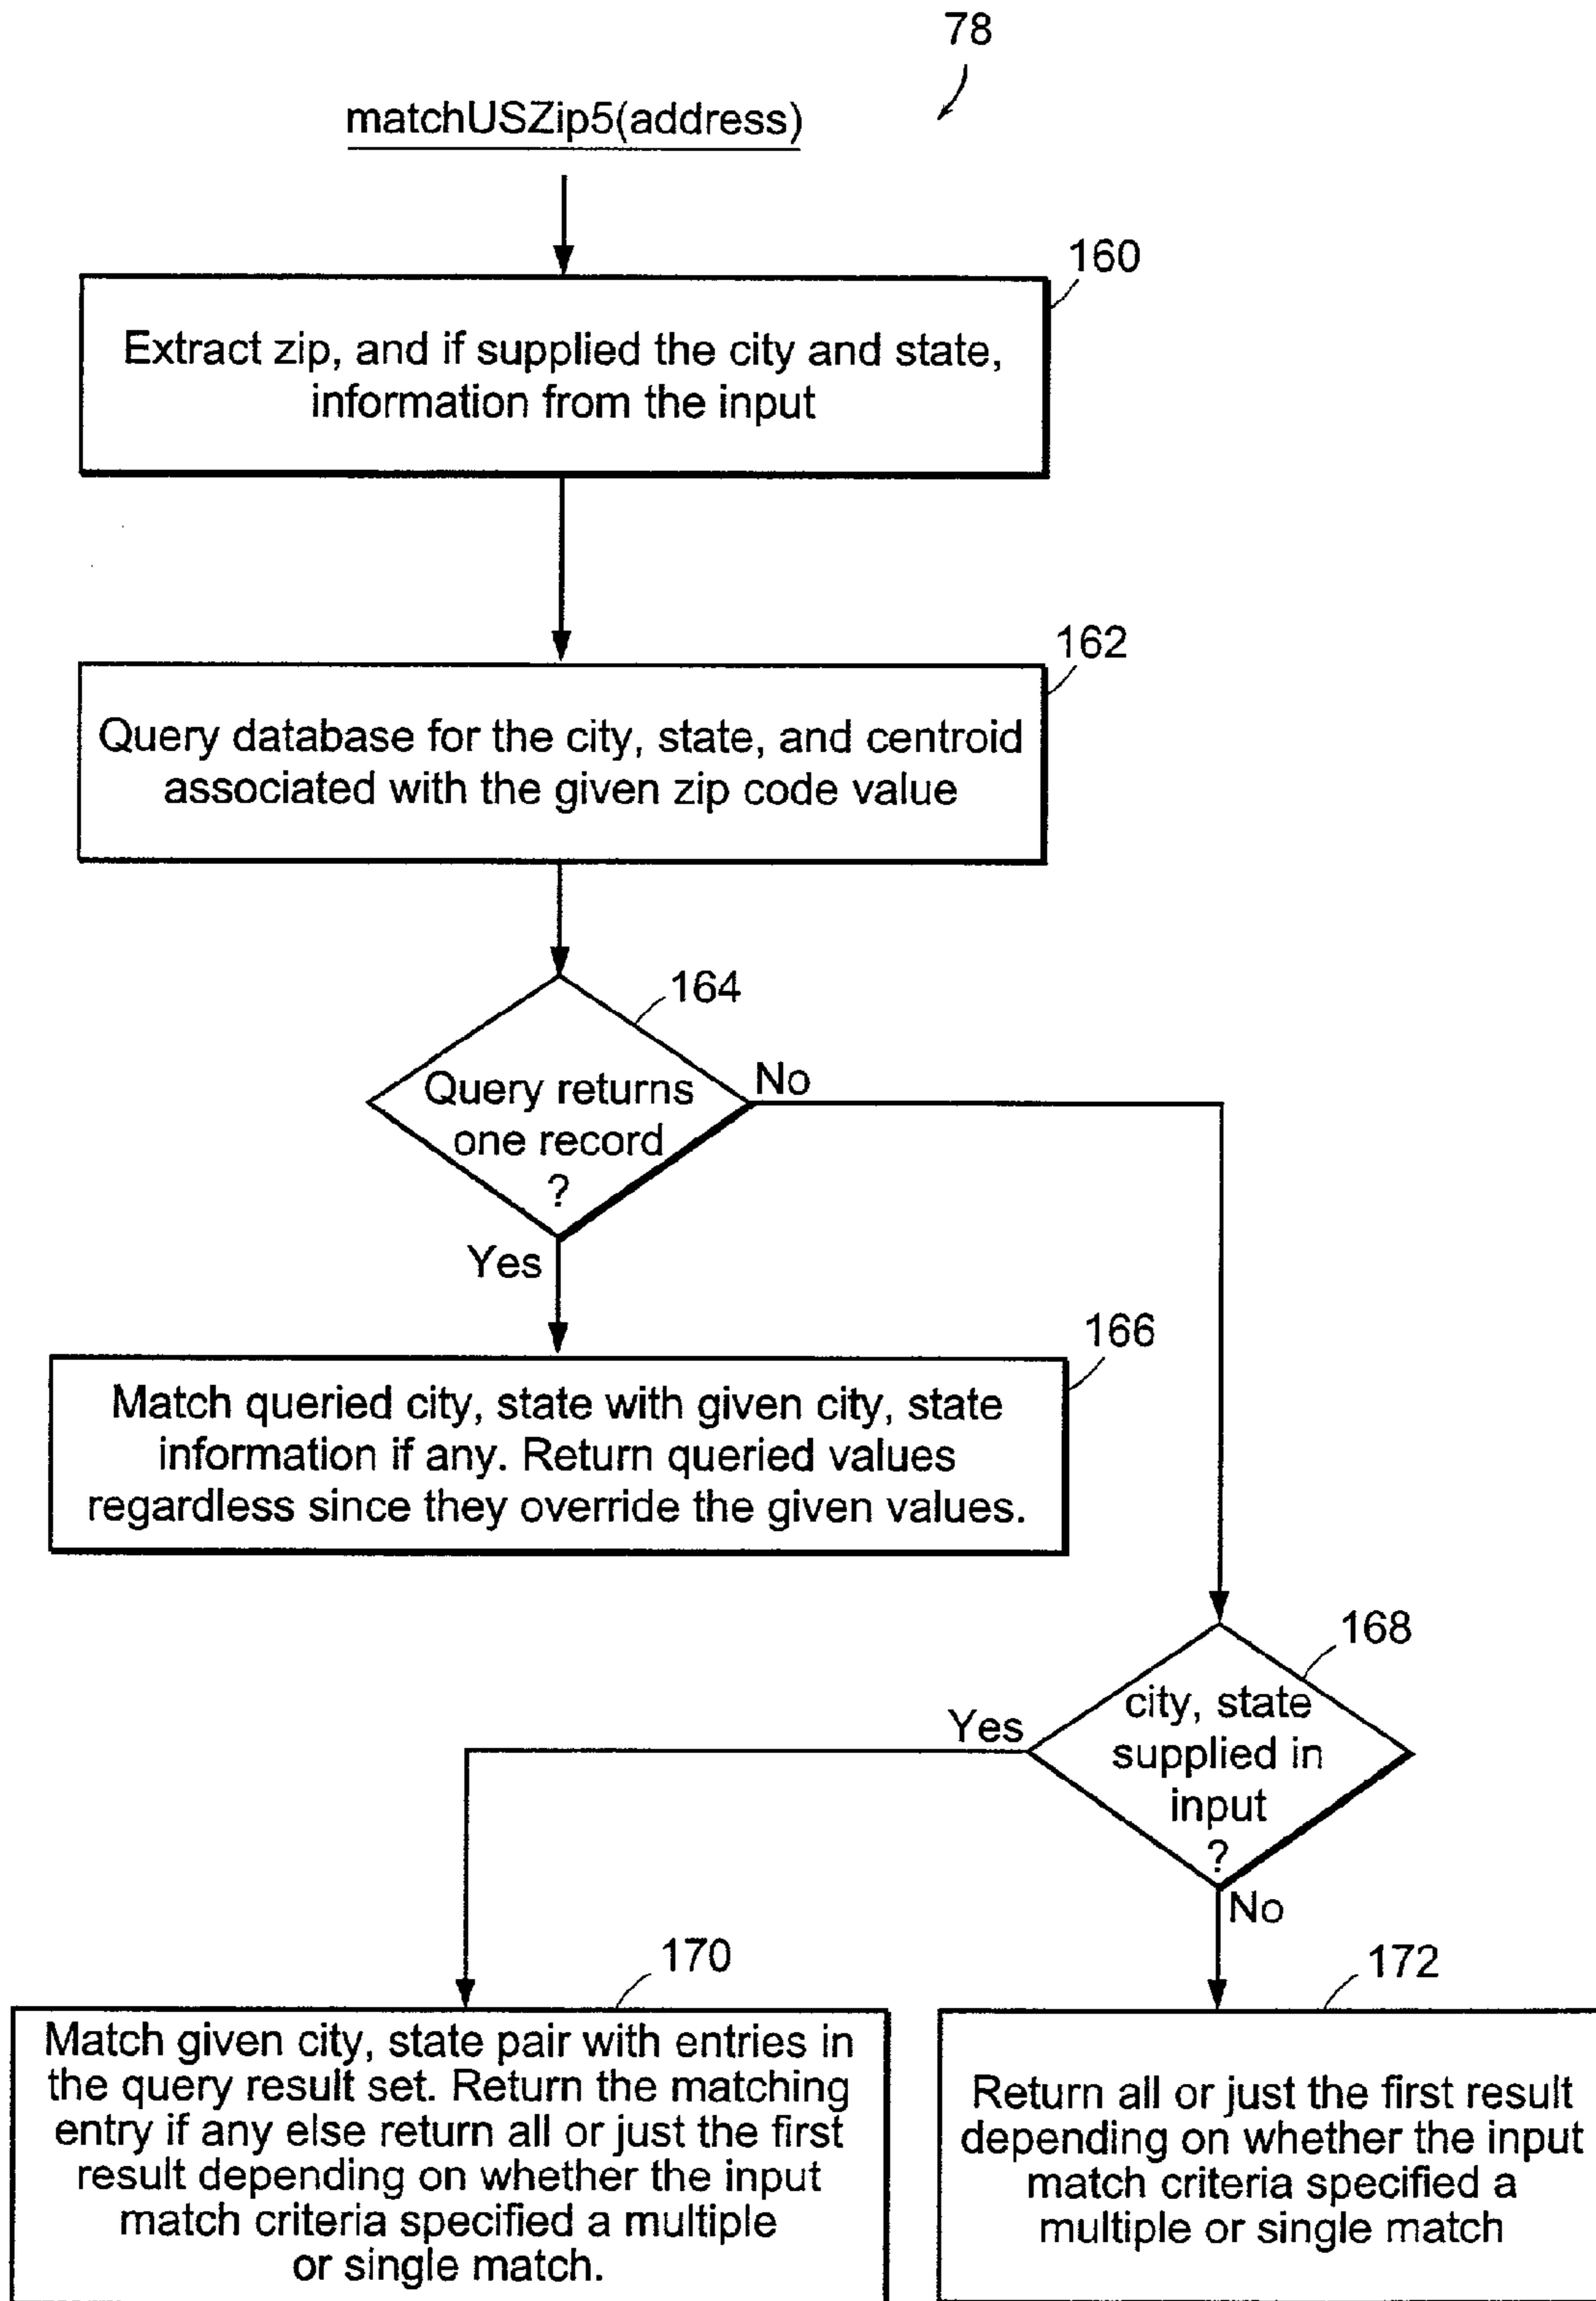 78
matchUSZip5(address)
160
Extract zip, and if supplied the city and state,
information from the input
162
Query database for the city, state, and centroid
associated with the given zip code value
164
Query returns
one record
?
No
Yes
166
Match queried city, state with given city, state
information if any. Return queried values
regardless since they override the given values.
168
city, state
supplied in
input
?
Yes
No
170
Match given city, state pair with entries in
the query result set. Return the matching
entry if any else return all or just the first
result depending on whether the input
match criteria specified a multiple
or single match.
172
Return all or just the first result
depending on whether the input
match criteria specified a
multiple or single match